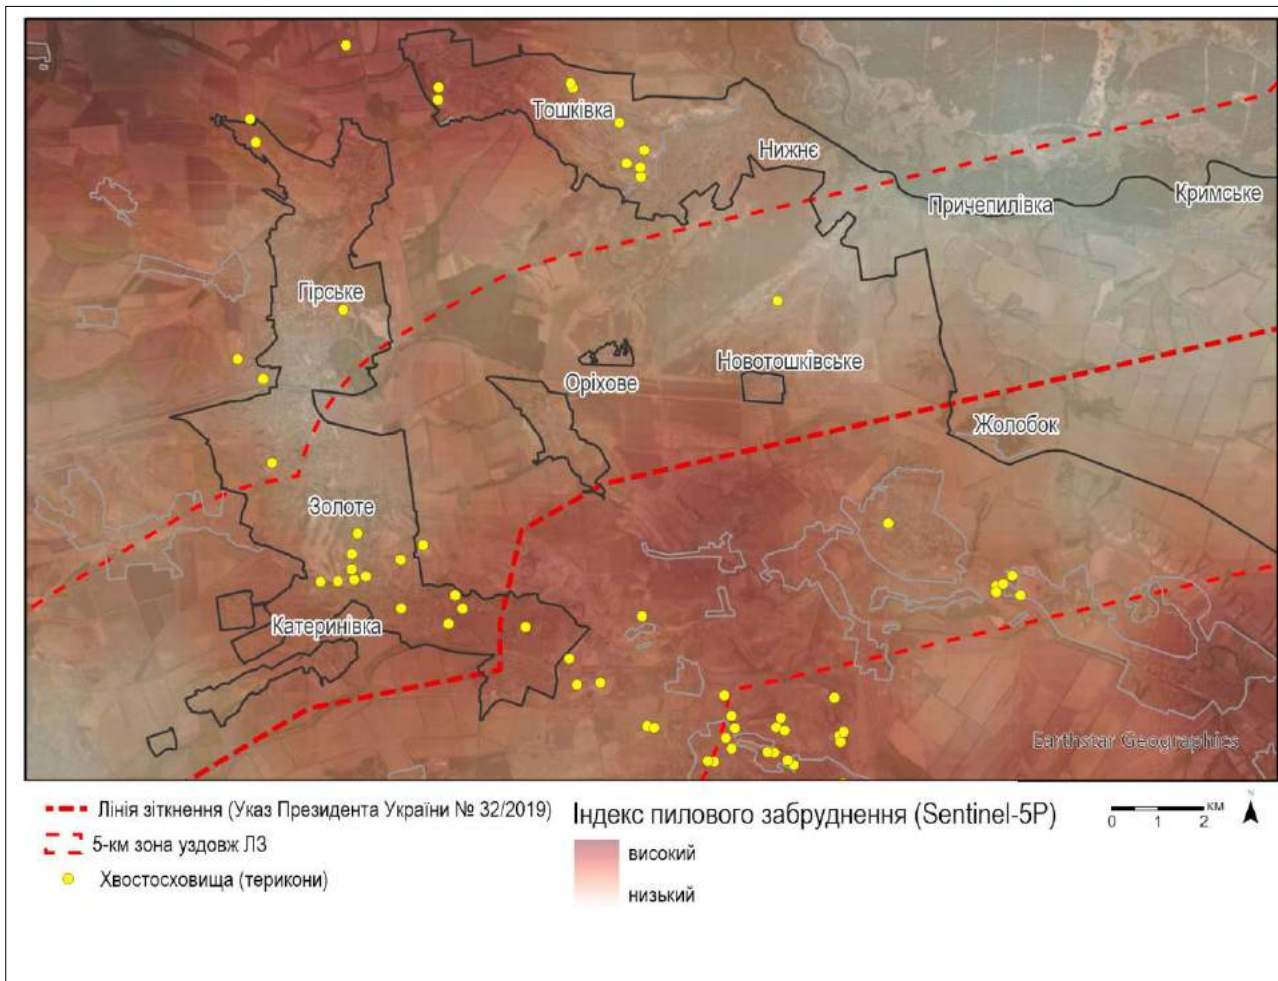 Тошківка
Нижнє
Кримське
Причепилівка
Гірське
Новотошківське
Оріхове
Жолобок
Золоте
Катеринівка
Earthstar Geographics
Лінія зіткнення (Указ Президента України № 32/2019)
5-км зона уздовж ЛЗ
Хвостосховища (терикони)
Індекс пилового забруднення (Sentinel-5P)
високий
низький
км
0 1 2
N